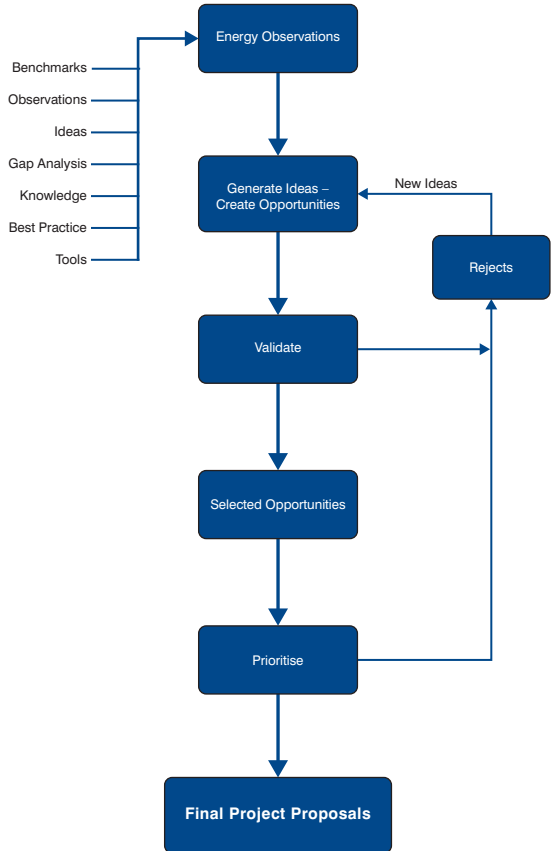 Energy Observations
Benchmarks
Observations
Ideas
Gap Analysis
Knowledge
Best Practice
Tools
Generate Ideas –
Create Opportunities
New Ideas
Rejects
Validate
Selected Opportunities
Prioritise
Final Project Proposals